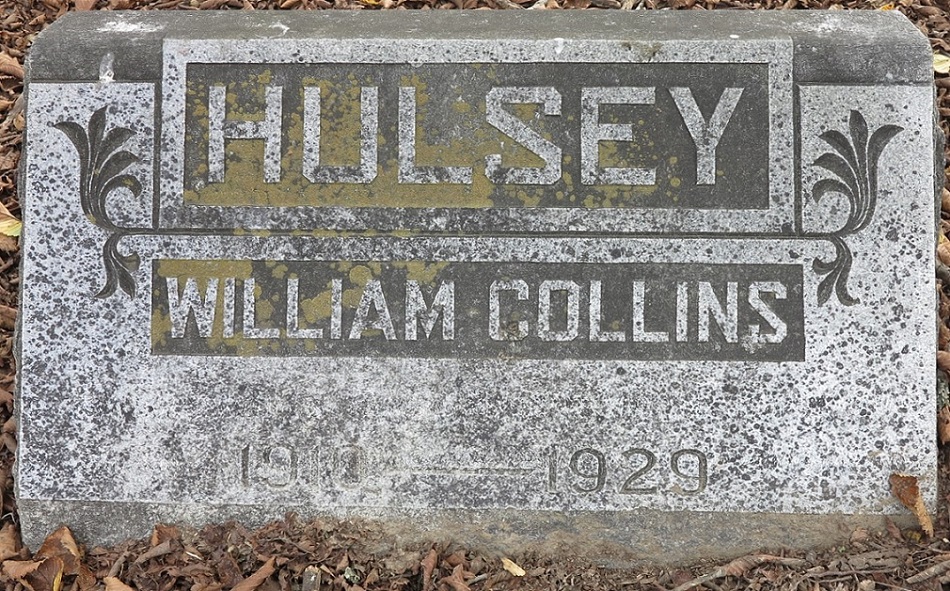 HULSEY
WILLIAM COLLINS
1910 — 1929